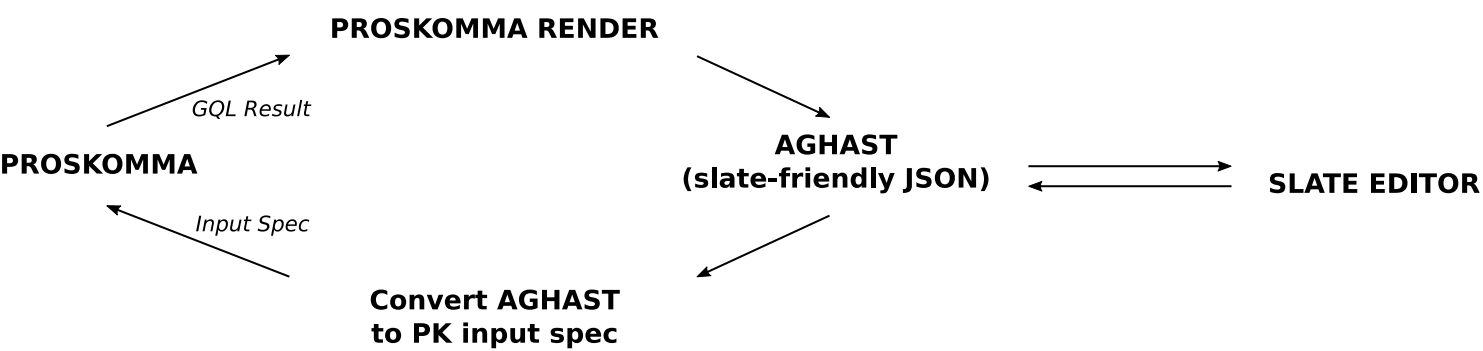 PROSKOMMA RENDER
GQL Result
PROSKOMMA
AGHAST
(slate-friendly JSON)
SLATE EDITOR
Input Spec
Convert AGHAST
to PK input spec